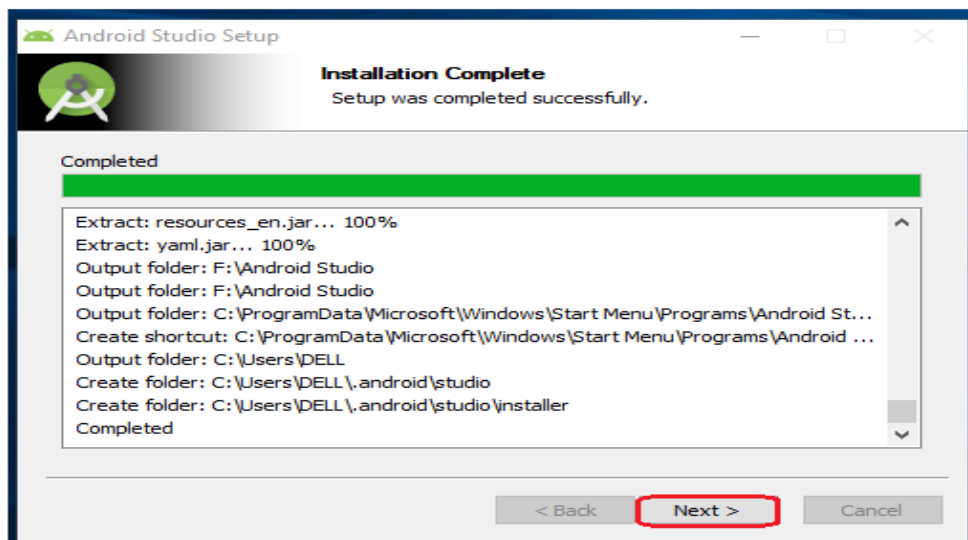 Android Studio Setup
Installation Complete
Setup was completed successfully.
Completed
Extract: resources_en.jar... 100%
Extract: yaml.jar... 100%
Output folder: F:\Android Studio
Output folder: F:\Android Studio
Output folder: C:\ProgramData\Microsoft\Windows\Start Menu\Programs\Android St...
Create shortcut: C:\ProgramData\Microsoft\Windows\Start Menu\Programs\Android ...
Output folder: C:\Users\DELL
Create folder: C:\Users\DELL\.android\studio
Create folder: C:\Users\DELL\.android\studio\installer
Completed
< Back Next > Cancel